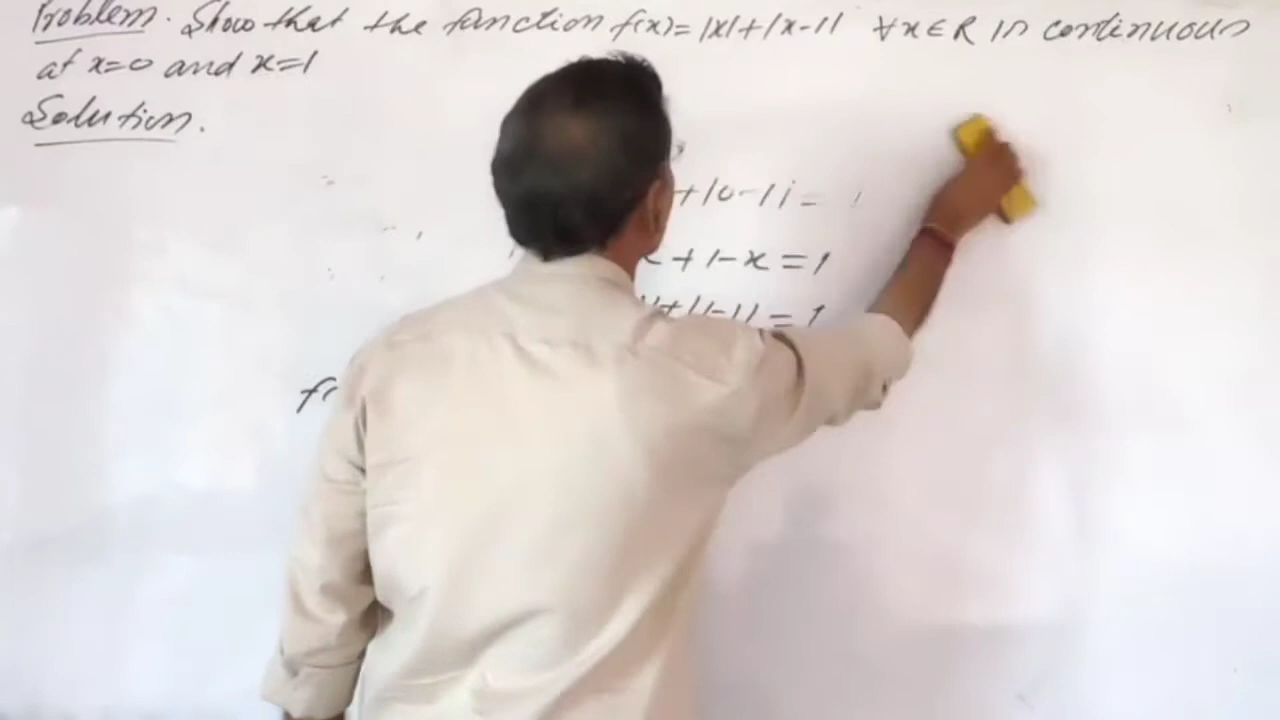 Problem. Show that the function f(x)=|x|+|x-1| ∀x∈R is continuous
at x=0 and x=1
Solution.
+|0-1|=
x+1-x=1
+|1-1|=1
f(